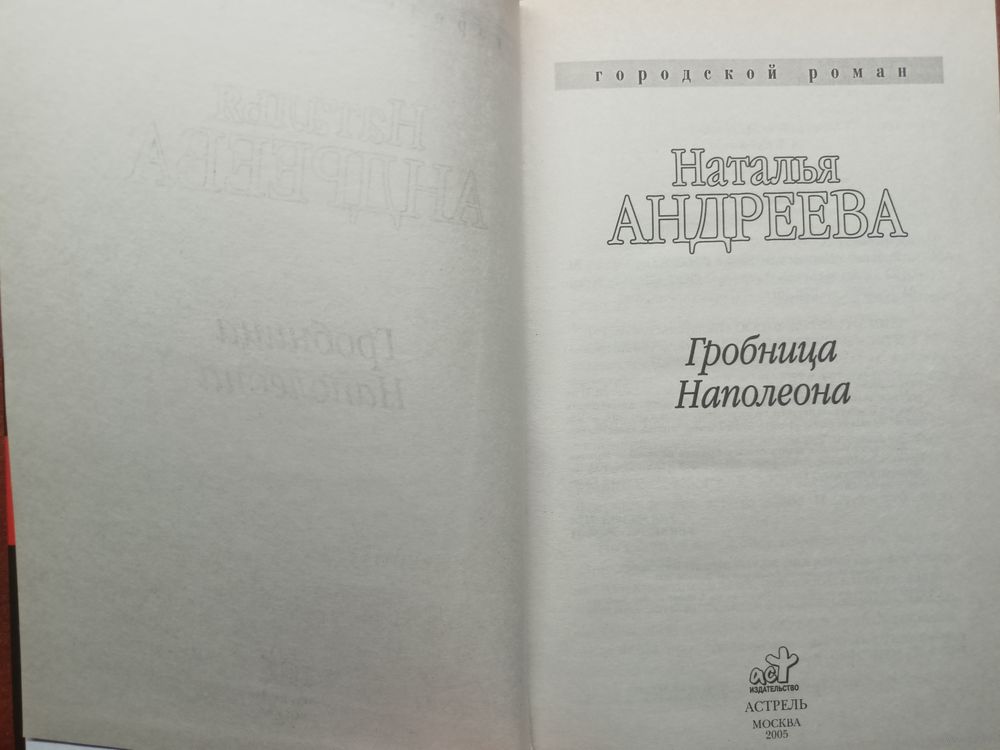 городской роман
Наталья
АНДРЕЕВА
Гробница
Наполеона
аст
ИЗДАТЕЛЬСТВО
АСТРЕЛЬ
МОСКВА
2005